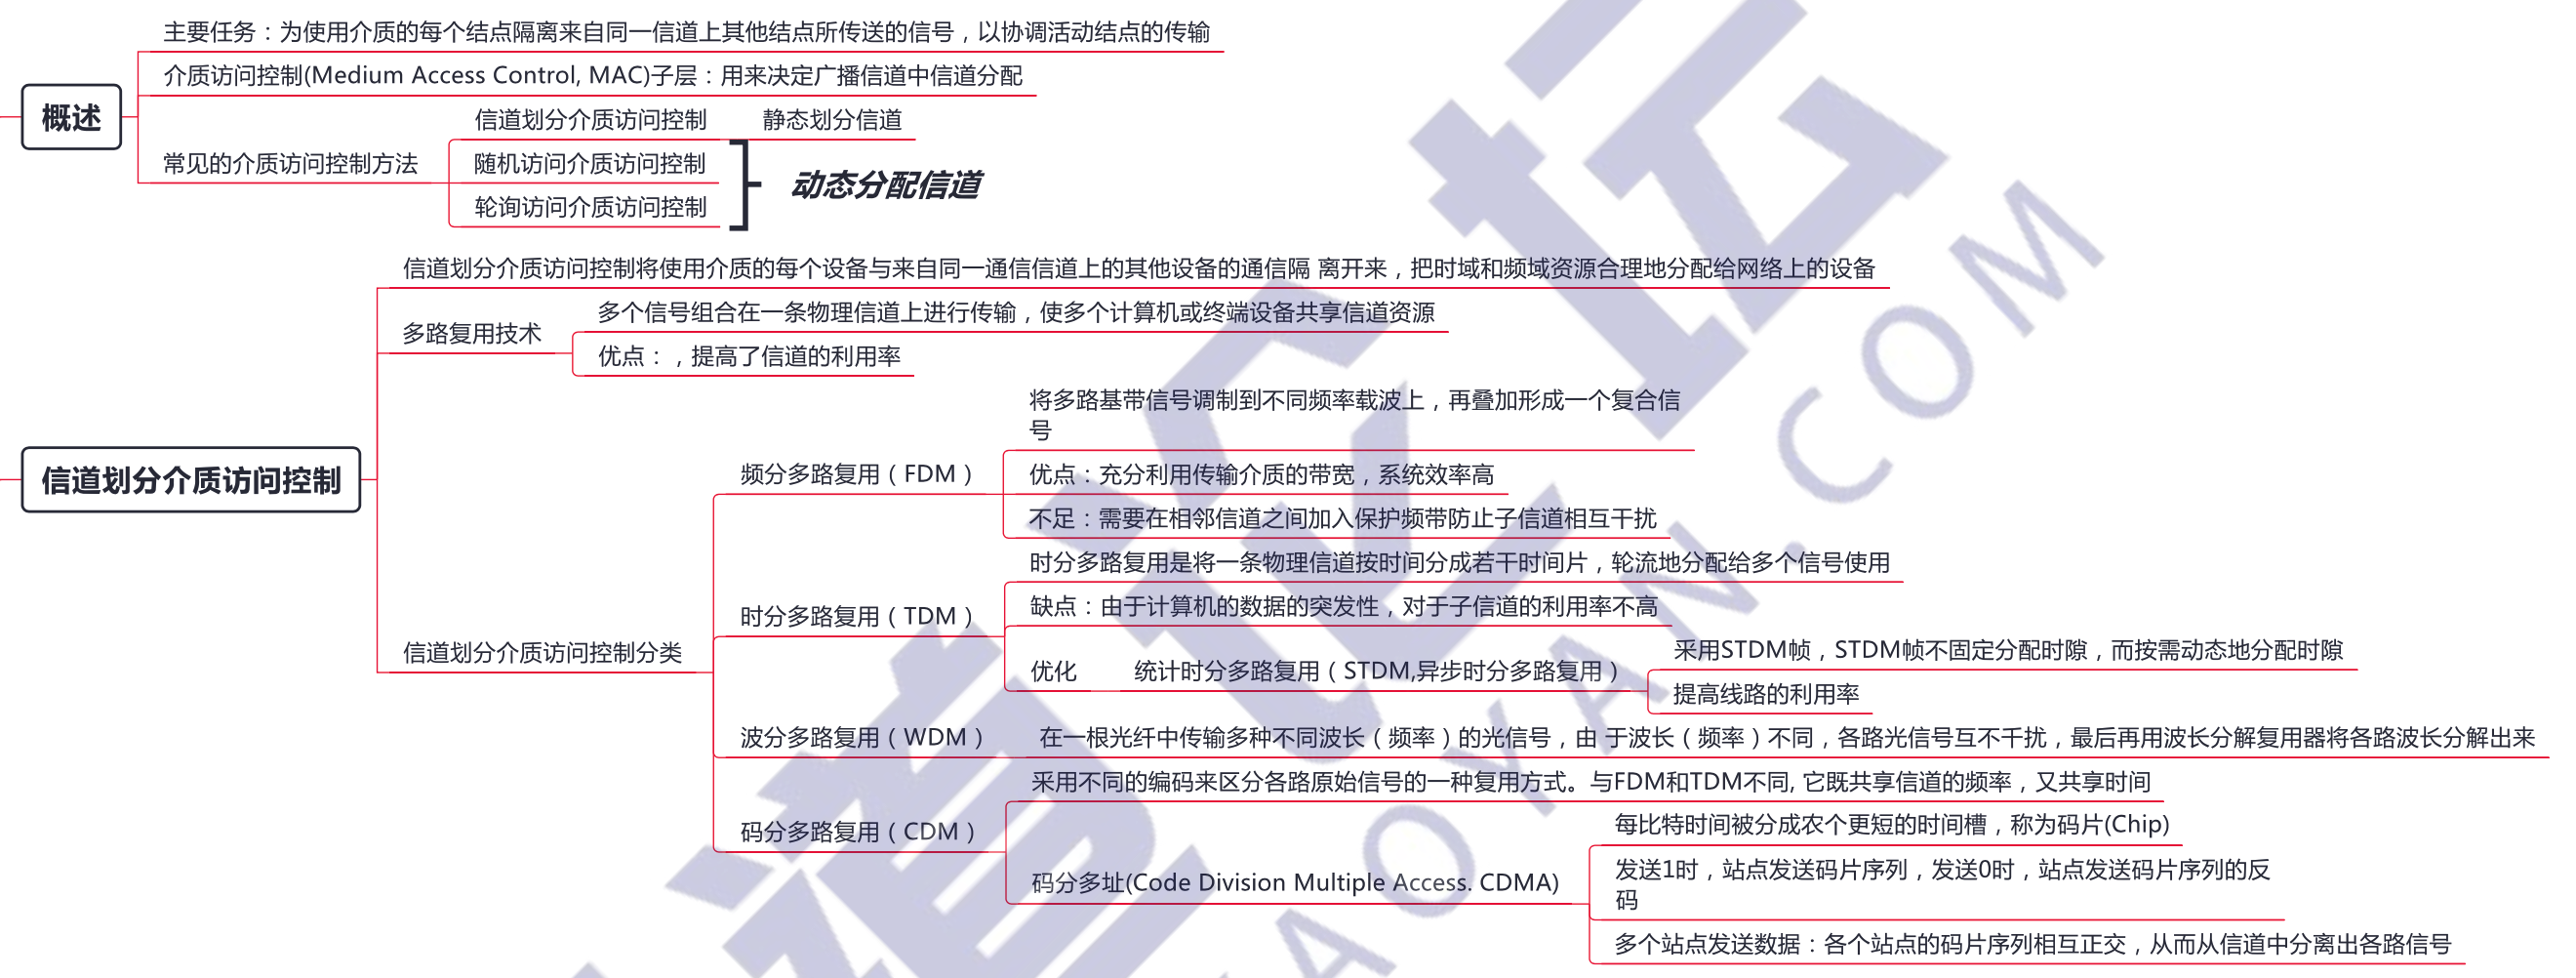 主要任务：为使用介质的每个结点隔离来自同一信道上其他结点所传送的信号，以协调活动结点的传输
介质访问控制(Medium Access Control, MAC)子层：用来决定广播信道中信道分配
概述
信道划分介质访问控制 静态划分信道
常见的介质访问控制方法
随机访问介质访问控制
动态分配信道
轮询访问介质访问控制
信道划分介质访问控制将使用介质的每个设备与来自同一通信信道上的其他设备的通信隔 离开来，把时域和频域资源合理地分配给网络上的设备
多个信号组合在一条物理信道上进行传输，使多个计算机或终端设备共享信道资源
多路复用技术
优点：，提高了信道的利用率
将多路基带信号调制到不同频率载波上，再叠加形成一个复合信
号
信道划分介质访问控制
频分多路复用（FDM）
优点：充分利用传输介质的带宽，系统效率高
不足：需要在相邻信道之间加入保护频带防止子信道相互干扰
时分多路复用是将一条物理信道按时间分成若干时间片，轮流地分配给多个信号使用
时分多路复用（TDM）
缺点：由于计算机的数据的突发性，对于子信道的利用率不高
信道划分介质访问控制分类
采用STDM帧，STDM帧不固定分配时隙，而按需动态地分配时隙
优化 统计时分多路复用（STDM,异步时分多路复用）
提高线路的利用率
波分多路复用（WDM） 在一根光纤中传输多种不同波长（频率）的光信号，由 于波长（频率）不同，各路光信号互不千扰，最后再用波长分解复用器将各路波长分解出来
采用不同的编码来区分各路原始信号的一种复用方式。与FDM和TDM不同, 它既共享信道的频率，又共享时间
码分多路复用（CDM）
每比特时间被分成农个更短的时间槽，称为码片(Chip)
码分多址(Code Division Multiple Access. CDMA)
发送1时，站点发送码片序列，发送0时，站点发送码片序列的反
码
多个站点发送数据：各个站点的码片序列相互正交，从而从信道中分离出各路信号
道论坛
AOYAN.COM